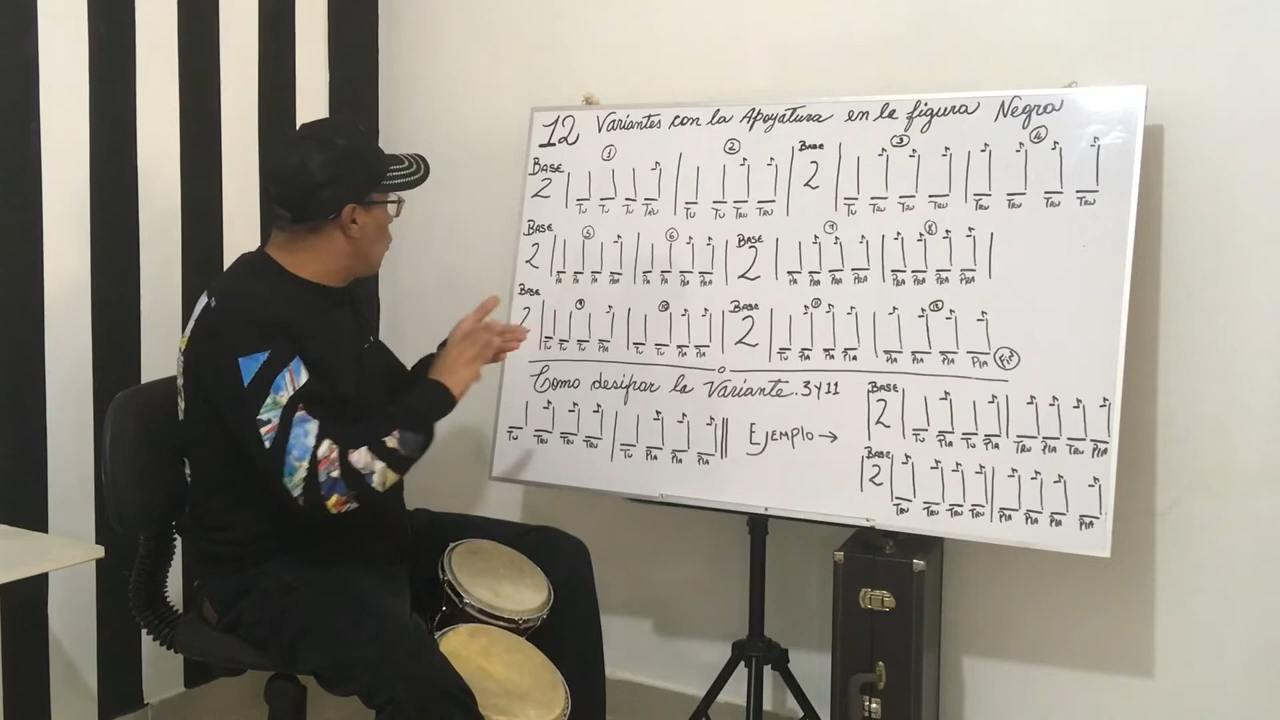 12 Variantes con la Apoyatura en la figura Negra
BASE ① ② BASE ③ ④
2 2
TU TU TU TRU TU TU TRU TRU TU TRU TRU TRU TRU TRU TRU TRU
BASE ⑤ ⑥ BASE ⑦ ⑧
2 2
PA PA PA PRA PA PA PRA PRA PA PRA PRA PRA PRA PRA PRA PRA
BASE ⑨ ⑩ BASE ⑪ ⑫
2 2
TU TU TU PLA TU TU PLA PLA TU PLA PLA PLA PLA PLA PLA PLA Fin
Como desifrar la Variante. 3 Y 11
TU TRU TRU TRU TU PLA PLA PLA
EJEMPLO →
BASE
2
TU PLA TU PLA TRU PLA TRU PLA
BASE
2
TRU TRU TRU TRU PLA PLA PLA PLA